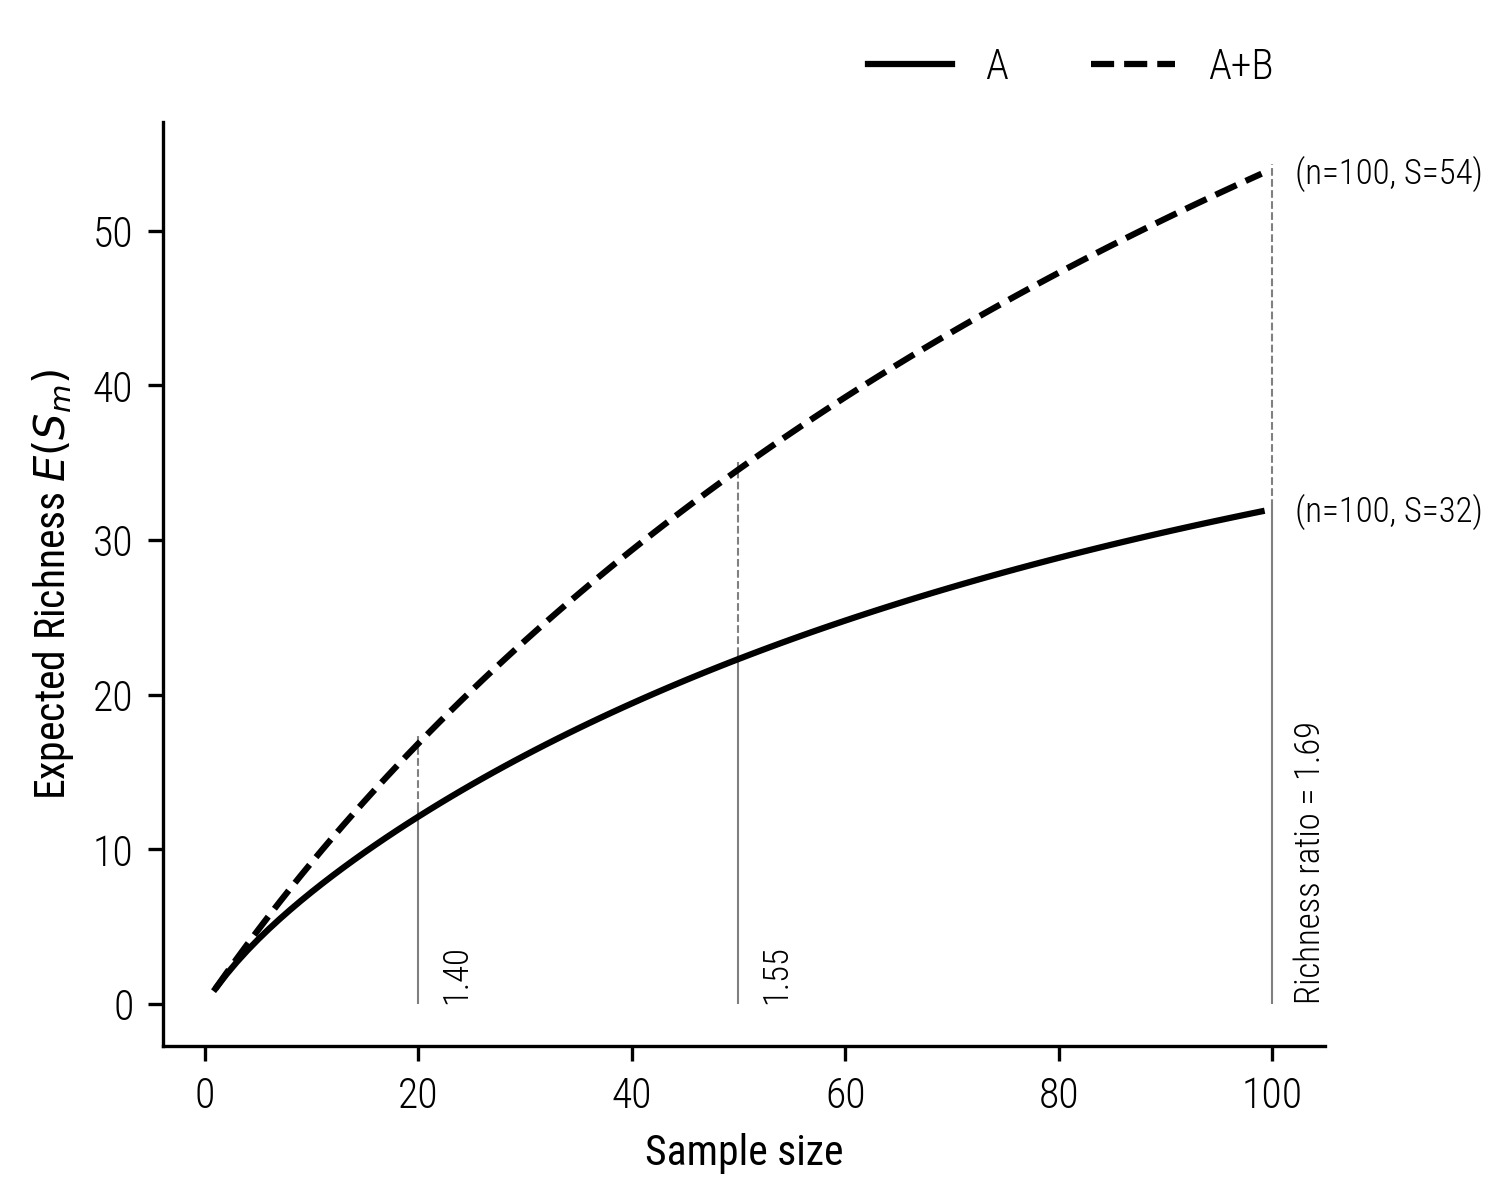 A
A+B
(n=100, S=54)
50
40
(n=100, S=32)
30
20
10
0
Expected Richness E(Sₘ)
1.40
1.55
Richness ratio = 1.69
0
20
40
60
80
100
Sample size